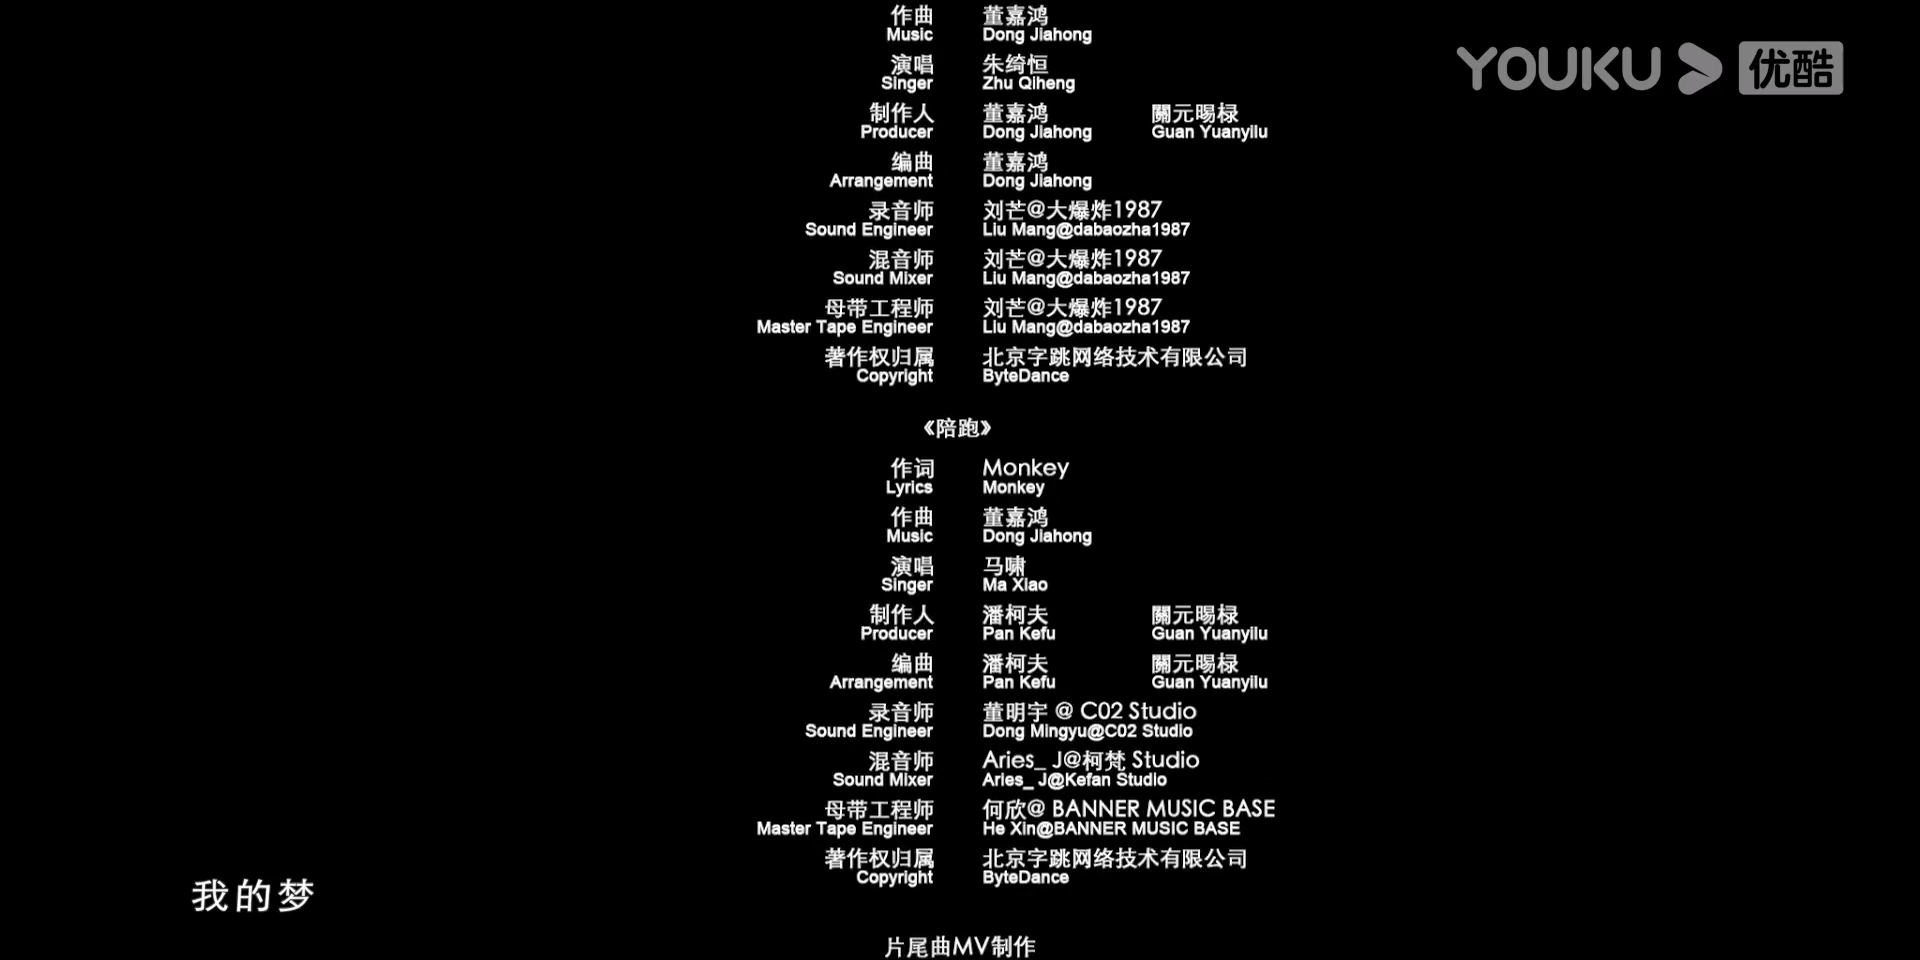 作曲 董嘉鸿
Music Dong Jiahong
YOUKU 优酷
演唱 朱绮恒
Singer Zhu Qiheng
制作人 董嘉鸿 關元晹椂
Producer Dong Jiahong Guan Yuanyilu
编曲 董嘉鸿
Arrangement Dong Jiahong
录音师 刘芒@大爆炸1987
Sound Engineer Liu Mang@dabaozha1987
混音师 刘芒@大爆炸1987
Sound Mixer Liu Mang@dabaozha1987
母带工程师 刘芒@大爆炸1987
Master Tape Engineer Liu Mang@dabaozha1987
著作权归属 北京字跳网络技术有限公司
Copyright ByteDance
《陪跑》
作词 Monkey
Lyrics Monkey
作曲 董嘉鸿
Music Dong Jiahong
演唱 马啸
Singer Ma Xiao
制作人 潘柯夫 關元晹椂
Producer Pan Kefu Guan Yuanyilu
编曲 潘柯夫 關元晹椂
Arrangement Pan Kefu Guan Yuanyilu
录音师 董明宇 @ C02 Studio
Sound Engineer Dong Mingyu@C02 Studio
混音师 Aries_ J@柯梵 Studio
Sound Mixer Aries_ J@Kefan Studio
母带工程师 何欣@ BANNER MUSIC BASE
Master Tape Engineer He Xin@BANNER MUSIC BASE
著作权归属 北京字跳网络技术有限公司
Copyright ByteDance
我的梦
片尾曲MV制作